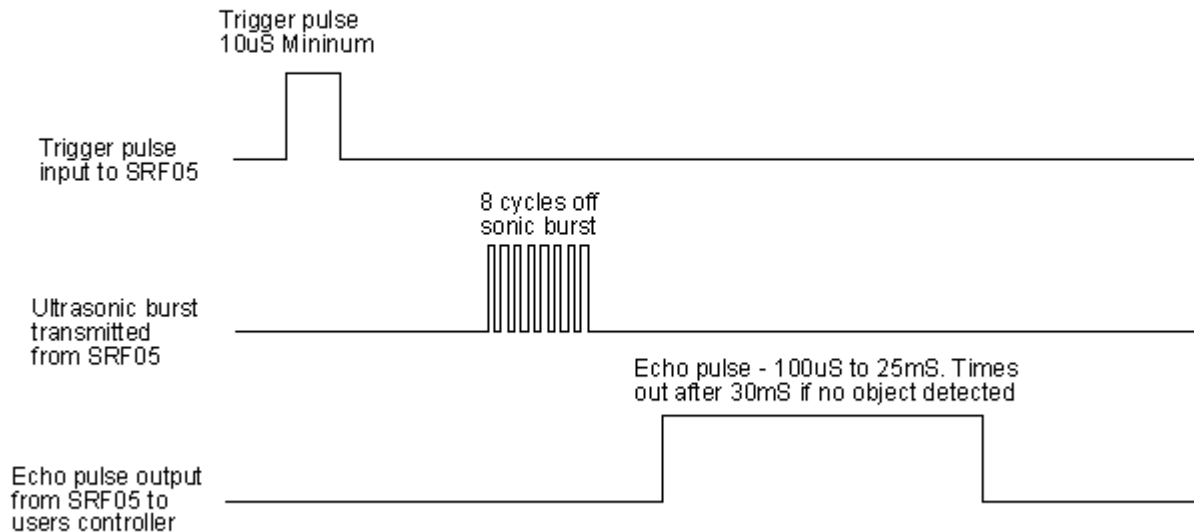 Trigger pulse
10uS Mininum
Trigger pulse
input to SRF05
8 cycles off
sonic burst
Ultrasonic burst
transmitted
from SRF05
Echo pulse - 100uS to 25mS. Times
out after 30mS if no object detected
Echo pulse output
from SRF05 to
users controller